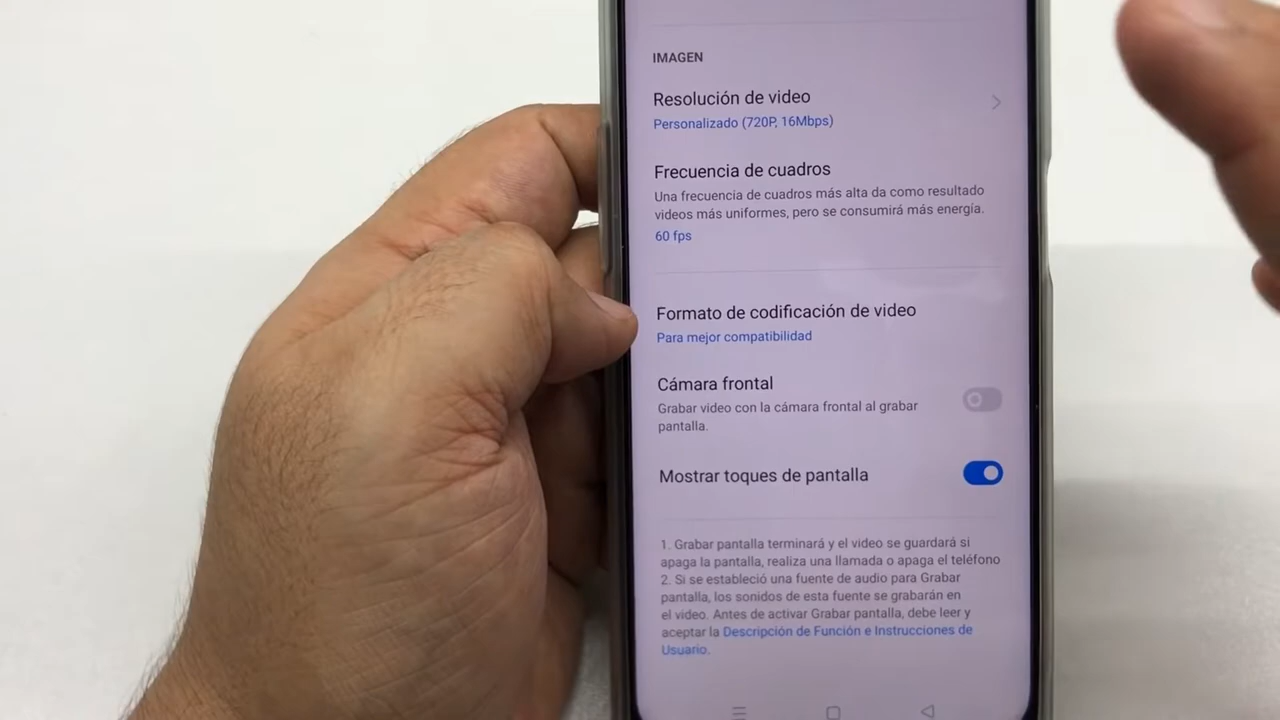 IMAGEN
Resolución de video
Personalizado (720P, 16Mbps)
Frecuencia de cuadros
Una frecuencia de cuadros más alta da como resultado
videos más uniformes, pero se consumirá más energía.
60 fps
Formato de codificación de video
Para mejor compatibilidad
Cámara frontal
Grabar video con la cámara frontal al grabar
pantalla.
Mostrar toques de pantalla
1. Grabar pantalla terminará y el video se guardará si
apaga la pantalla, realiza una llamada o apaga el teléfono
2. Si se estableció una fuente de audio para Grabar
pantalla, los sonidos de esta fuente se grabarán en
el video. Antes de activar Grabar pantalla, debe leer y
aceptar la Descripción de Función e Instrucciones de
Usuario.